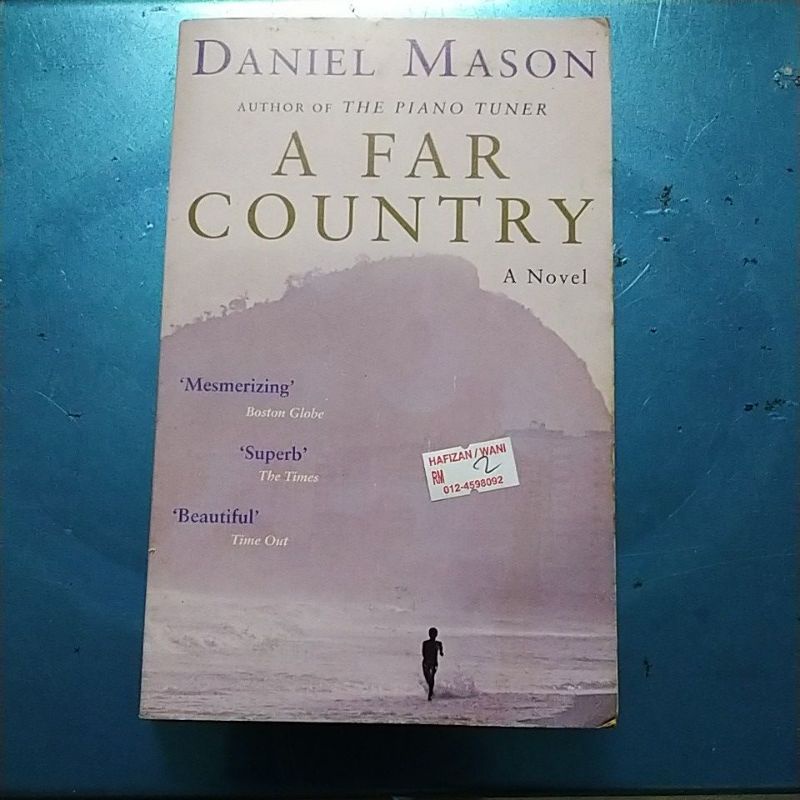 DANIEL MASON
AUTHOR OF THE PIANO TUNER
A FAR
COUNTRY
A Novel
‘Mesmerizing’
Boston Globe
‘Superb’
The Times
‘Beautiful’
Time Out
HAFIZAN / WANI
RM 2
012-4598092